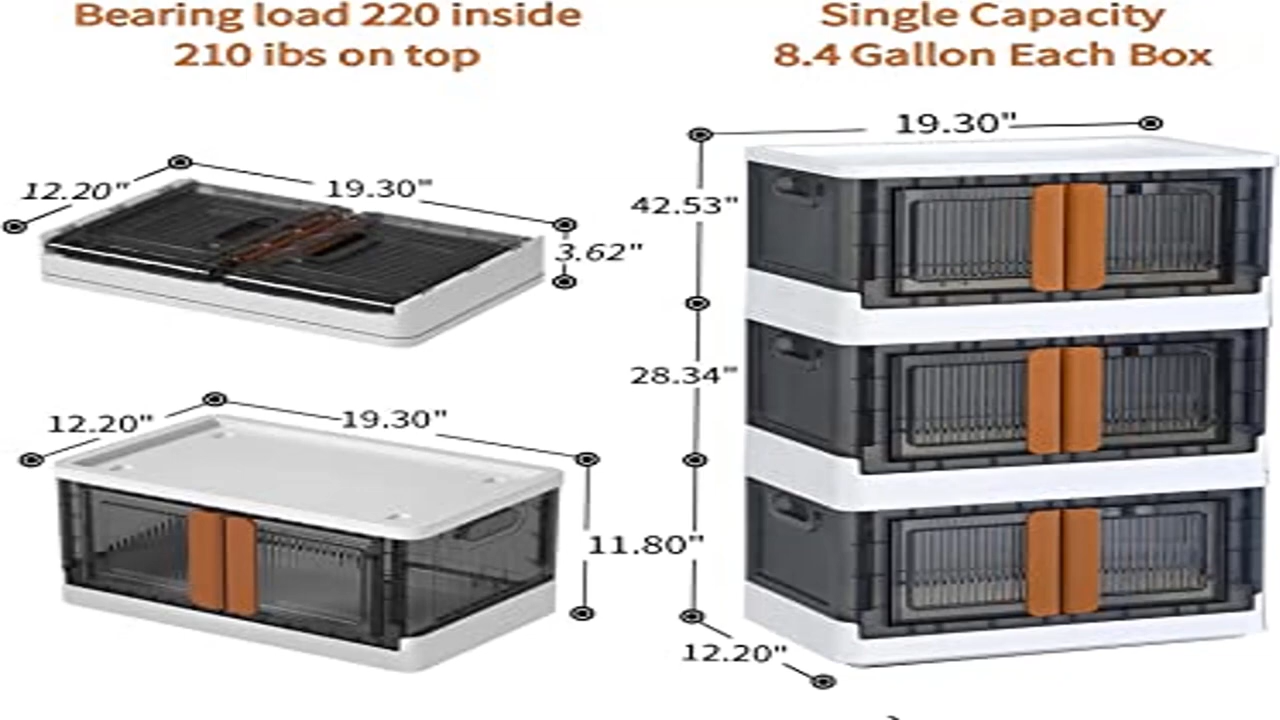 Bearing load 220 inside
210 ibs on top
Single Capacity
8.4 Gallon Each Box
12.20"
19.30"
3.62"
12.20"
19.30"
11.80"
19.30"
42.53"
28.34"
12.20"